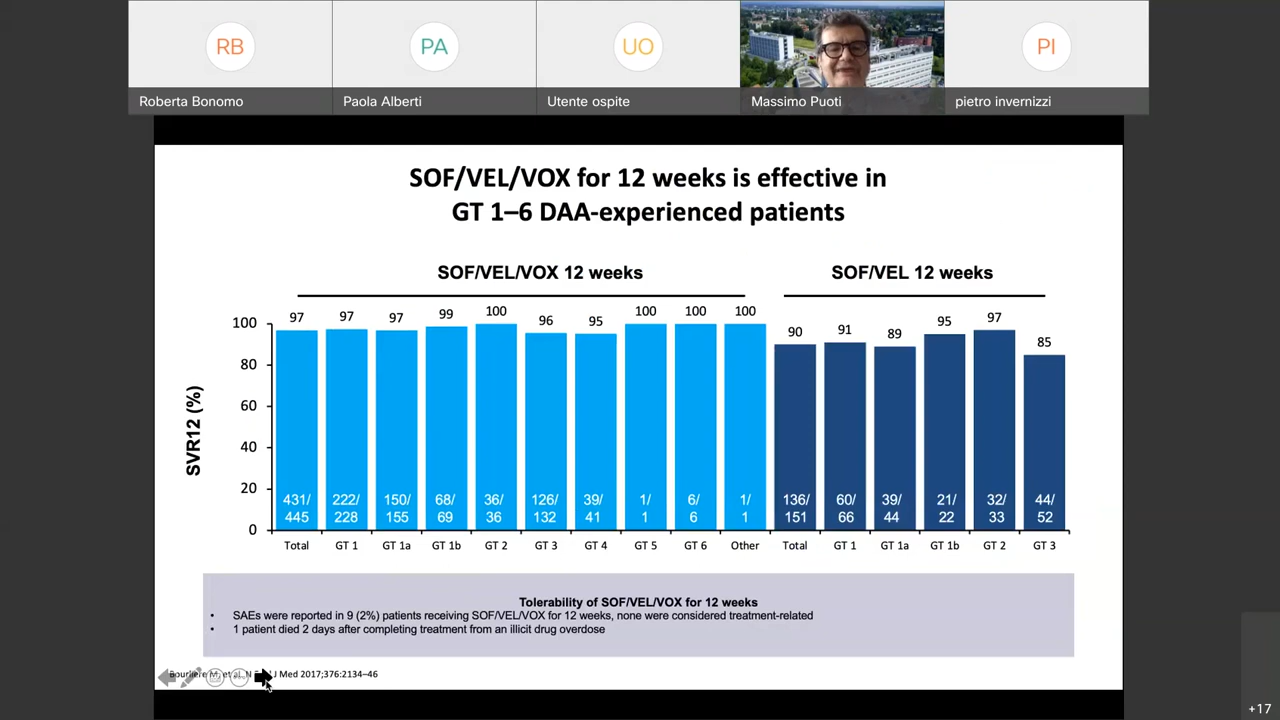 RB
PA
UO
PI
Roberta Bonomo
Paola Alberti
Utente ospite
Massimo Puoti
pietro invernizzi
SOF/VEL/VOX for 12 weeks is effective in
GT 1–6 DAA-experienced patients
SOF/VEL/VOX 12 weeks
SOF/VEL 12 weeks
SVR12 (%)
100
80
60
40
20
0
97 97 97 99 100 96 95 100 100 100 90 91 89 95 97 85
431/ 222/ 150/ 68/ 36/ 126/ 39/ 1/ 6/ 1/ 136/ 60/ 39/ 21/ 32/ 44/
445 228 155 69 36 132 41 1 6 1 151 66 44 22 33 52
Total GT 1 GT 1a GT 1b GT 2 GT 3 GT 4 GT 5 GT 6 Other Total GT 1 GT 1a GT 1b GT 2 GT 3
Tolerability of SOF/VEL/VOX for 12 weeks
• SAEs were reported in 9 (2%) patients receiving SOF/VEL/VOX for 12 weeks, none were considered treatment-related
• 1 patient died 2 days after completing treatment from an illicit drug overdose
Bourliere M, et al. N J Med 2017;376:2134–46
+17